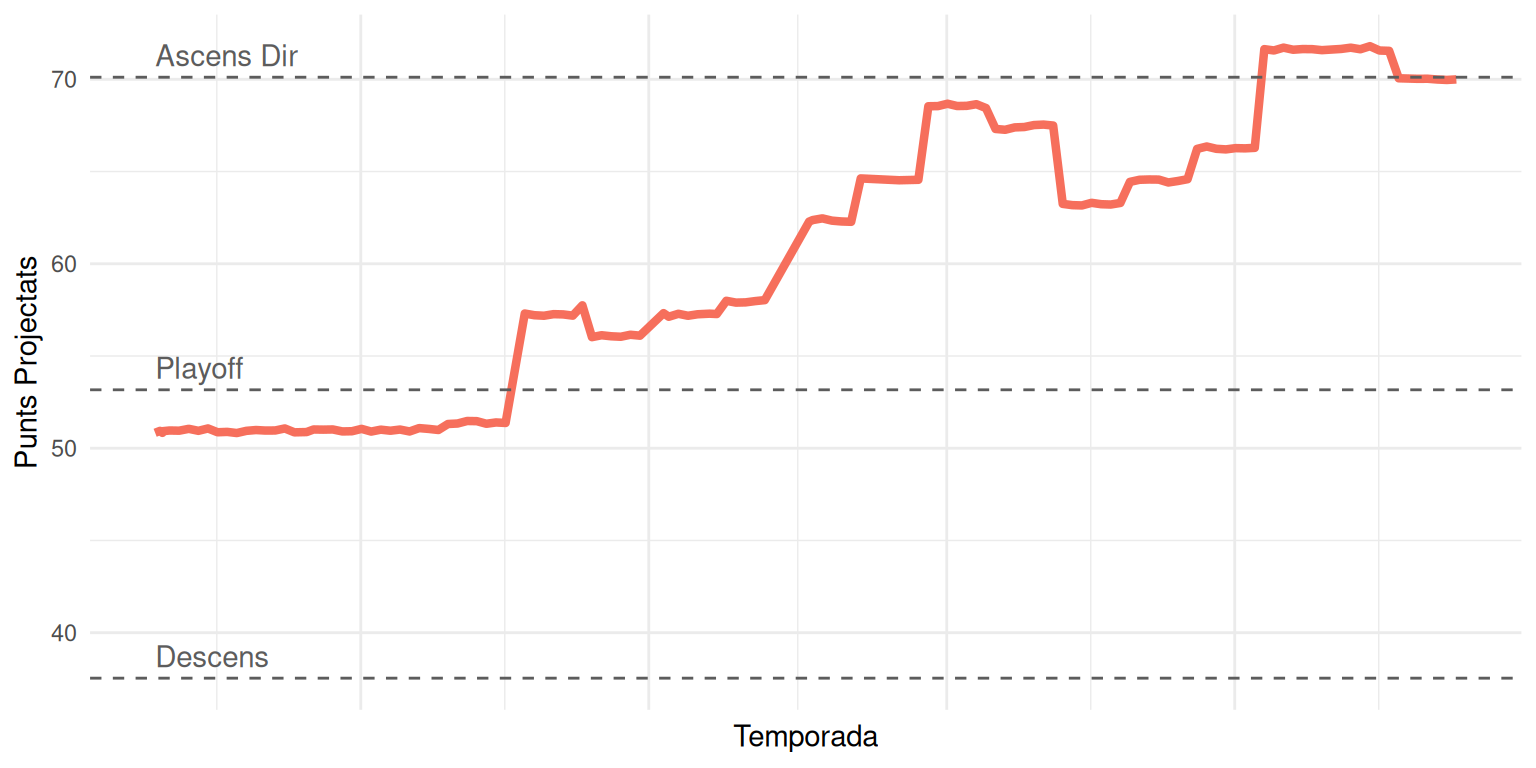 Ascens Dir
70
60
Punts Projectats
Playoff
50
40
Descens
Temporada